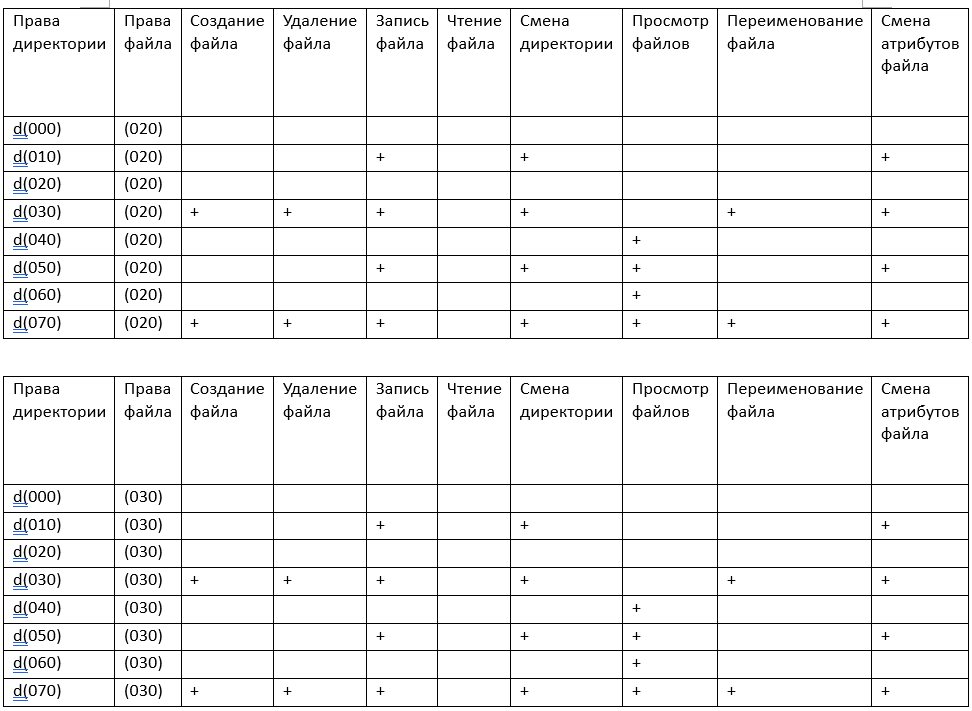 Права директории Права файла Создание файла Удаление файла Запись файла Чтение файла Смена директории Просмотр файлов Переименование файла Смена атрибутов файла
d(000) (020)
d(010) (020) + + +
d(020) (020)
d(030) (020) + + + + + +
d(040) (020) +
d(050) (020) + + + +
d(060) (020) +
d(070) (020) + + + + + + +
Права директории Права файла Создание файла Удаление файла Запись файла Чтение файла Смена директории Просмотр файлов Переименование файла Смена атрибутов файла
d(000) (030)
d(010) (030) + + +
d(020) (030)
d(030) (030) + + + + + +
d(040) (030) +
d(050) (030) + + + +
d(060) (030) +
d(070) (030) + + + + + + +